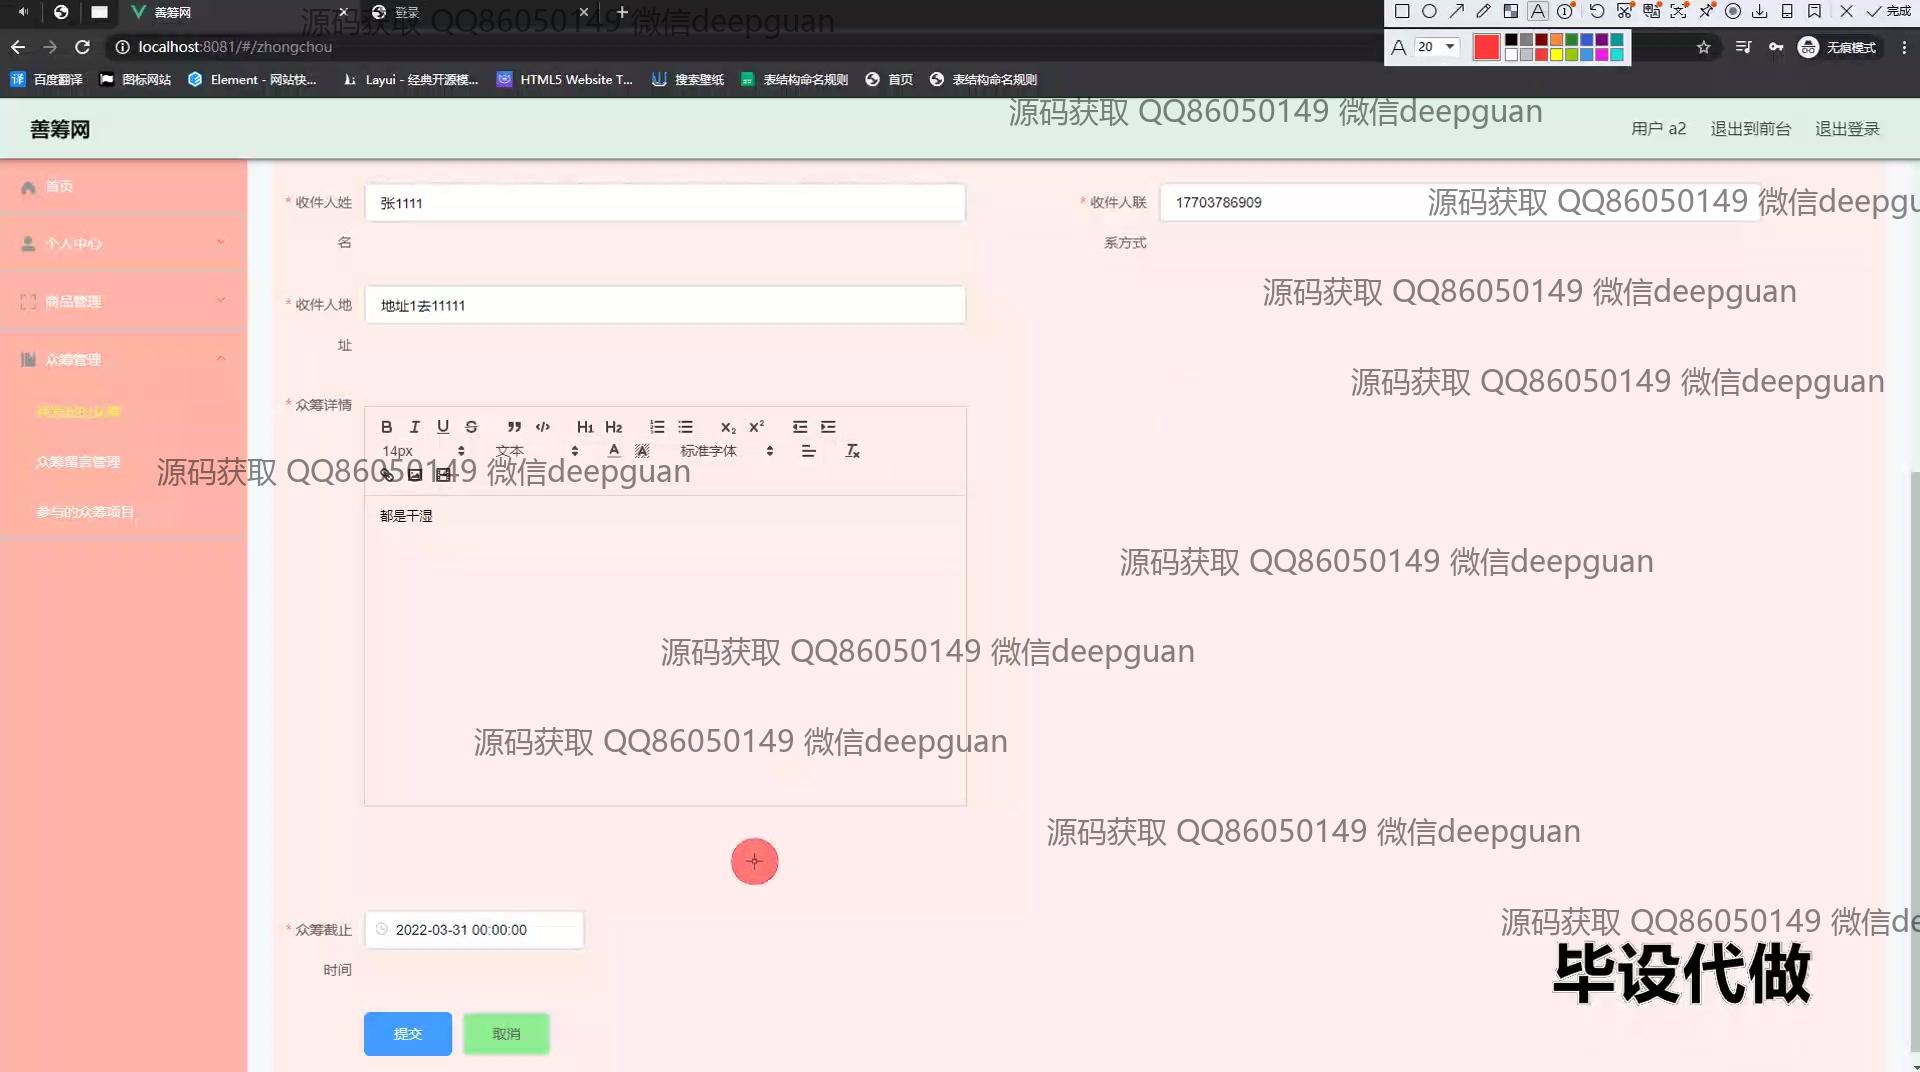 善筹网
登录
完成
localhost:8081/#/zhongchou
A 20
无痕模式
百度翻译 图标网站 Element - 网站快... Layui - 经典开源模... HTML5 Website T... 搜索壁纸 表结构命名规则 首页 表结构命名规则
善筹网
用户 a2 退出到前台 退出登录
首页
个人中心
商品管理
众筹管理
众筹留言管理
参与的众筹项目
* 收件人姓名 张1111
* 收件人联系方式 17703786909
* 收件人地址 地址1去11111
* 众筹详情
B I U S H1 H2 X₂ X²
14px 文本 A A 标准字体
都是干湿
* 众筹截止时间 2022-03-31 00:00:00
提交 取消
源码获取 QQ86050149 微信deepguan
源码获取 QQ86050149 微信deepguan
源码获取 QQ86050149 微信deepgu
源码获取 QQ86050149 微信deepguan
源码获取 QQ86050149 微信deepguan
源码获取 QQ86050149 微信deepguan
源码获取 QQ86050149 微信deepguan
源码获取 QQ86050149 微信deepguan
源码获取 QQ86050149 微信deepguan
源码获取 QQ86050149 微信deepguan
源码获取 QQ86050149 微信de
毕设代做